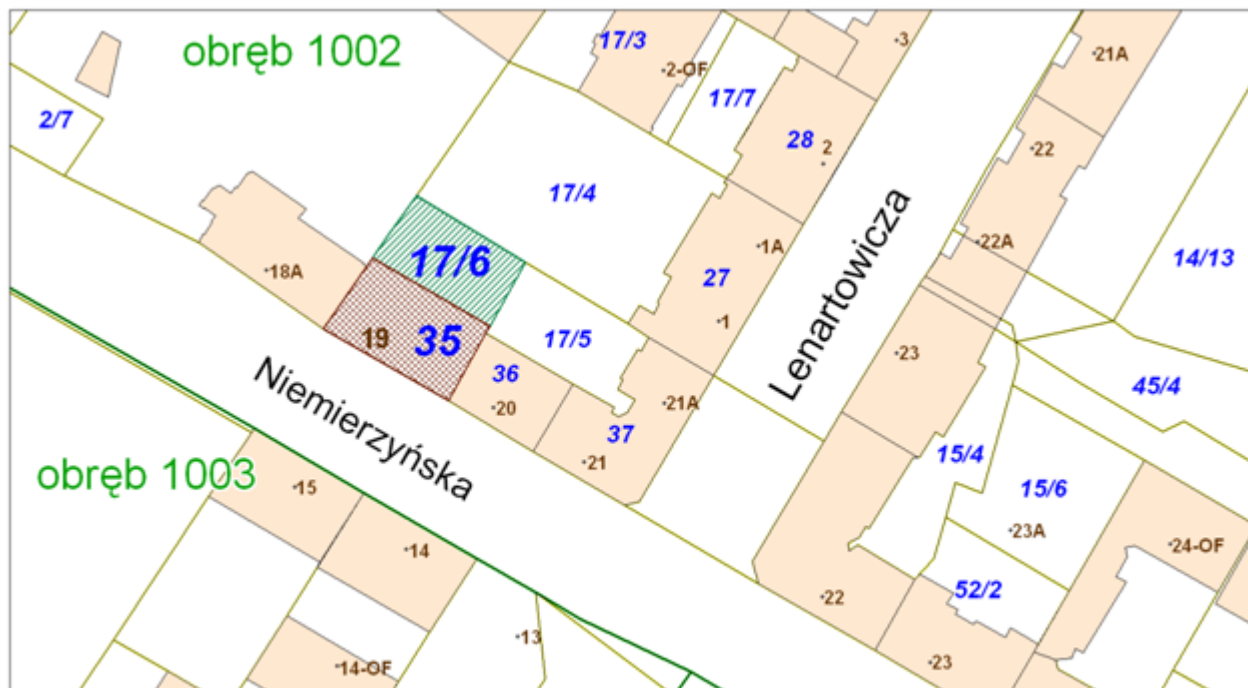 obręb 1002
17/3
3
21A
2-OF
2/7
17/7
28
2
22
17/4
Lenartowicza
1A
22A
14/13
17/6
18A
27
1
19
35
17/5
23
36
45/4
Niemierzyńska
20
21A
37
21
15/4
obręb 1003
15
15/6
23A
14
24-OF
52/2
22
13
14-OF
23